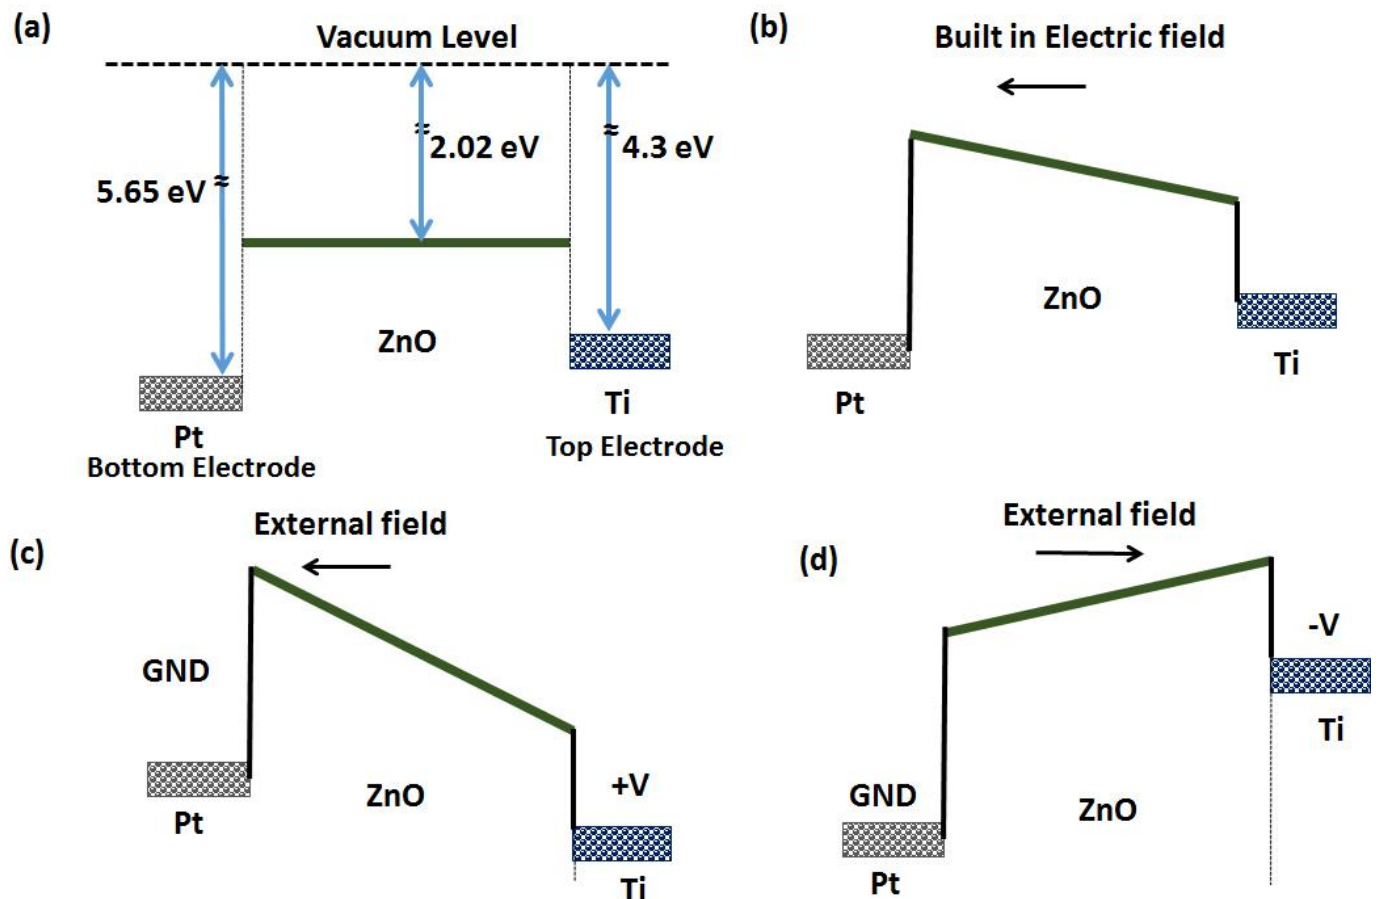 (a)
Vacuum Level
5.65 eV
2.02 eV
4.3 eV
ZnO
Pt
Bottom Electrode
Ti
Top Electrode
(b)
Built in Electric field
ZnO
Pt
Ti
(c)
External field
GND
Pt
ZnO
+V
Ti
(d)
External field
-V
Ti
GND
ZnO
Pt